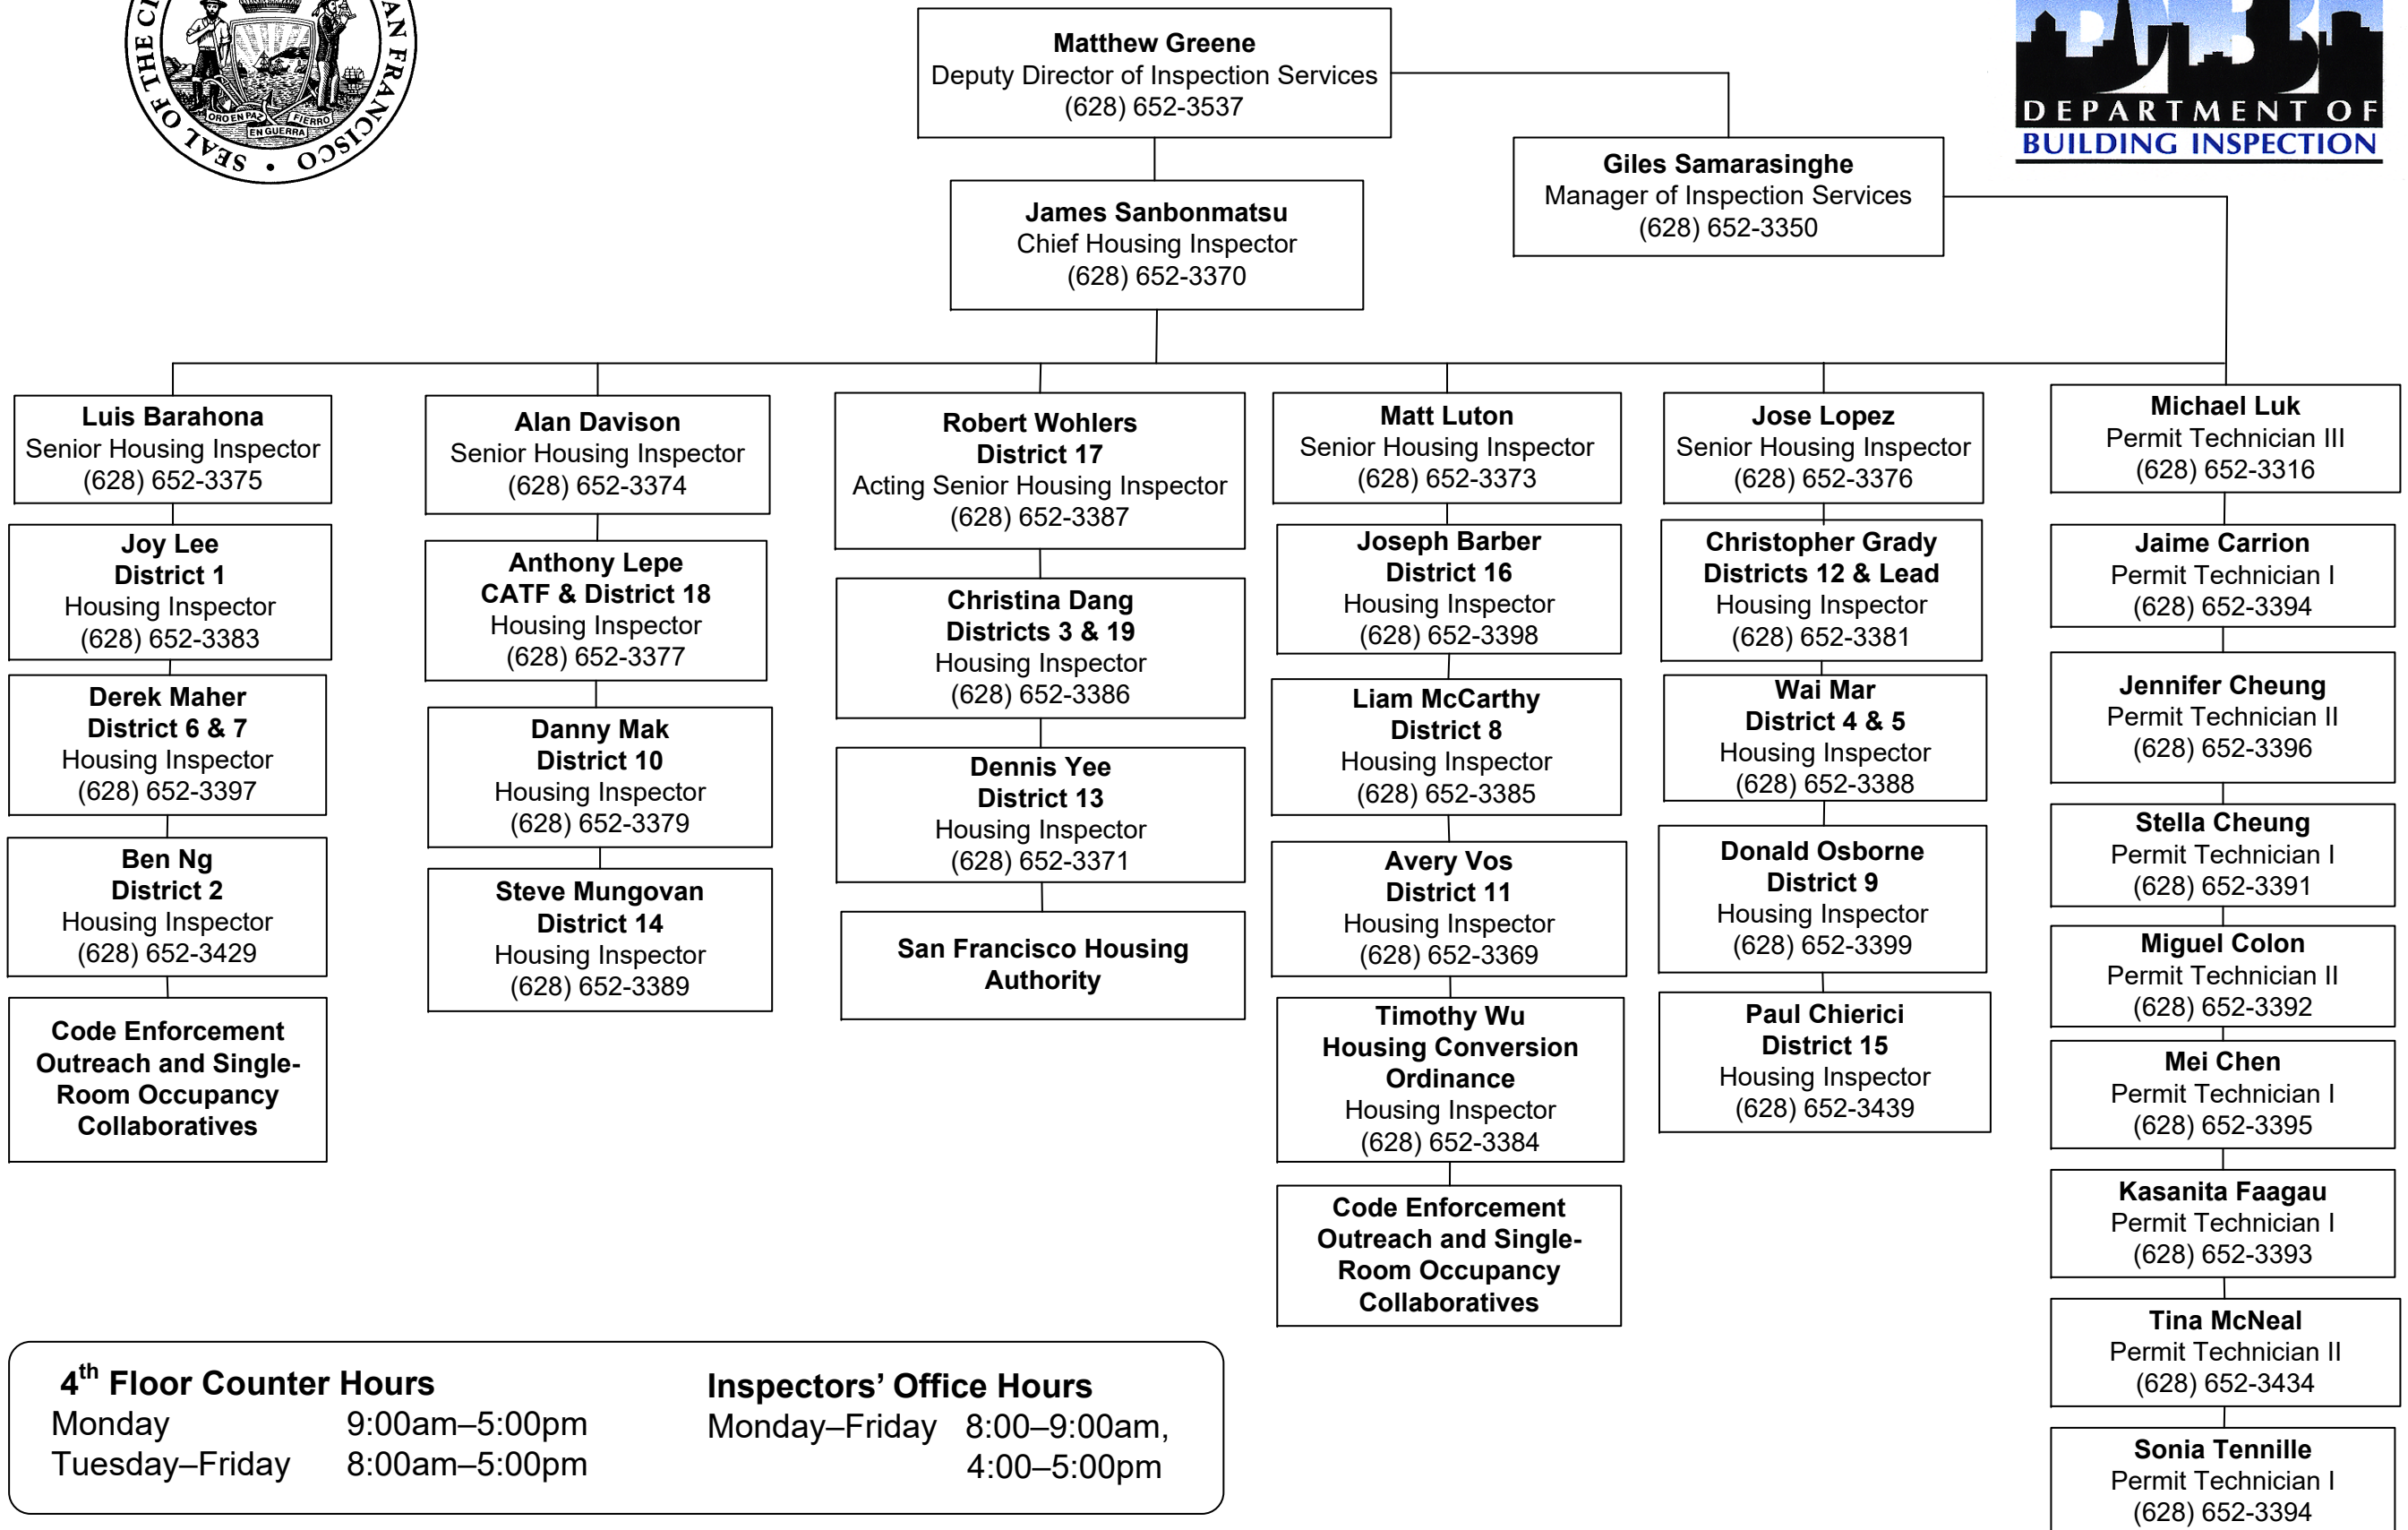 SEAL OF THE CI
AN FRANCISCO
ORO EN PAZ
FIERRO
EN GUERRA
DBI
DEPARTMENT OF
BUILDING INSPECTION
Matthew Greene
Deputy Director of Inspection Services
(628) 652-3537
Giles Samarasinghe
Manager of Inspection Services
(628) 652-3350
James Sanbonmatsu
Chief Housing Inspector
(628) 652-3370
Luis Barahona
Senior Housing Inspector
(628) 652-3375
Joy Lee
District 1
Housing Inspector
(628) 652-3383
Derek Maher
District 6 & 7
Housing Inspector
(628) 652-3397
Ben Ng
District 2
Housing Inspector
(628) 652-3429
Code Enforcement
Outreach and Single-
Room Occupancy
Collaboratives
Alan Davison
Senior Housing Inspector
(628) 652-3374
Anthony Lepe
CATF & District 18
Housing Inspector
(628) 652-3377
Danny Mak
District 10
Housing Inspector
(628) 652-3379
Steve Mungovan
District 14
Housing Inspector
(628) 652-3389
Robert Wohlers
District 17
Acting Senior Housing Inspector
(628) 652-3387
Christina Dang
Districts 3 & 19
Housing Inspector
(628) 652-3386
Dennis Yee
District 13
Housing Inspector
(628) 652-3371
San Francisco Housing
Authority
Matt Luton
Senior Housing Inspector
(628) 652-3373
Joseph Barber
District 16
Housing Inspector
(628) 652-3398
Liam McCarthy
District 8
Housing Inspector
(628) 652-3385
Avery Vos
District 11
Housing Inspector
(628) 652-3369
Timothy Wu
Housing Conversion
Ordinance
Housing Inspector
(628) 652-3384
Code Enforcement
Outreach and Single-
Room Occupancy
Collaboratives
Jose Lopez
Senior Housing Inspector
(628) 652-3376
Christopher Grady
Districts 12 & Lead
Housing Inspector
(628) 652-3381
Wai Mar
District 4 & 5
Housing Inspector
(628) 652-3388
Donald Osborne
District 9
Housing Inspector
(628) 652-3399
Paul Chierici
District 15
Housing Inspector
(628) 652-3439
Michael Luk
Permit Technician III
(628) 652-3316
Jaime Carrion
Permit Technician I
(628) 652-3394
Jennifer Cheung
Permit Technician II
(628) 652-3396
Stella Cheung
Permit Technician I
(628) 652-3391
Miguel Colon
Permit Technician II
(628) 652-3392
Mei Chen
Permit Technician I
(628) 652-3395
Kasanita Faagau
Permit Technician I
(628) 652-3393
Tina McNeal
Permit Technician II
(628) 652-3434
Sonia Tennille
Permit Technician I
(628) 652-3394
4th Floor Counter Hours
Monday 9:00am–5:00pm
Tuesday–Friday 8:00am–5:00pm
Inspectors’ Office Hours
Monday–Friday 8:00–9:00am,
4:00–5:00pm